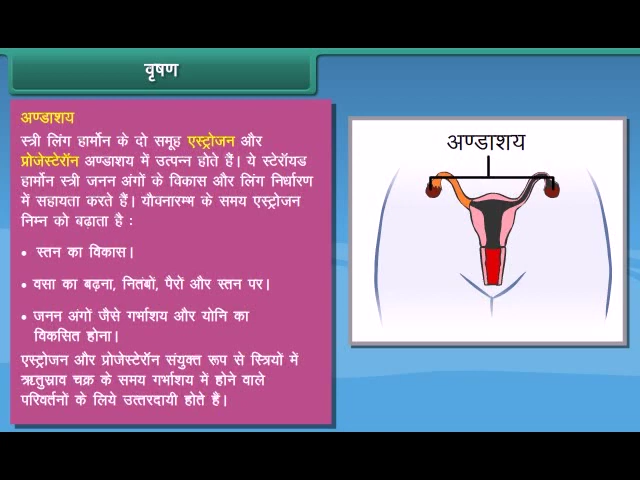 वृषण
अण्डाशय
स्त्री लिंग हार्मोन के दो समूह एस्ट्रोजन और
प्रोजेस्टेरॉन अण्डाशय में उत्पन्न होते हैं। ये स्टेरॉयड
हार्मोन स्त्री जनन अंगों के विकास और लिंग निर्धारण
में सहायता करते हैं। यौवनारम्भ के समय एस्ट्रोजन
निम्न को बढाता है :
• स्तन का विकास।
• वसा का बढ़ना, नितंबों, पैरों और स्तन पर।
• जनन अंगों जैसे गर्भाशय और योनि का
विकसित होना।
एस्ट्रोजन और प्रोजेस्टेरॉन संयुक्त रूप से स्त्रियों में
ऋतुस्राव चक्र के समय गर्भाशय में होने वाले
परिवर्तनों के लिये उत्तरदायी होते हैं।
अण्डाशय